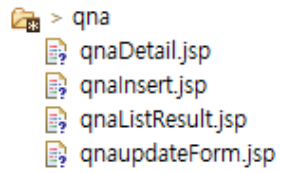 > qna
qnaDetail.jsp
qnaInsert.jsp
qnaListResult.jsp
qnaupdateForm.jsp